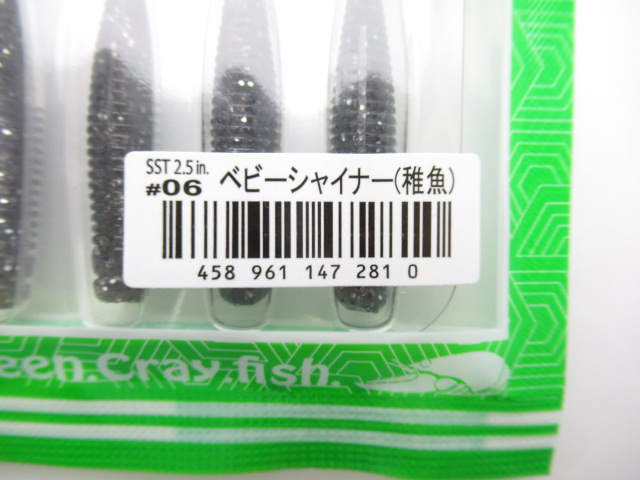 SST 2.5 in.
#06 ベビーシャイナー(稚魚)
458 961 147 281 0
een.Cray.fish.